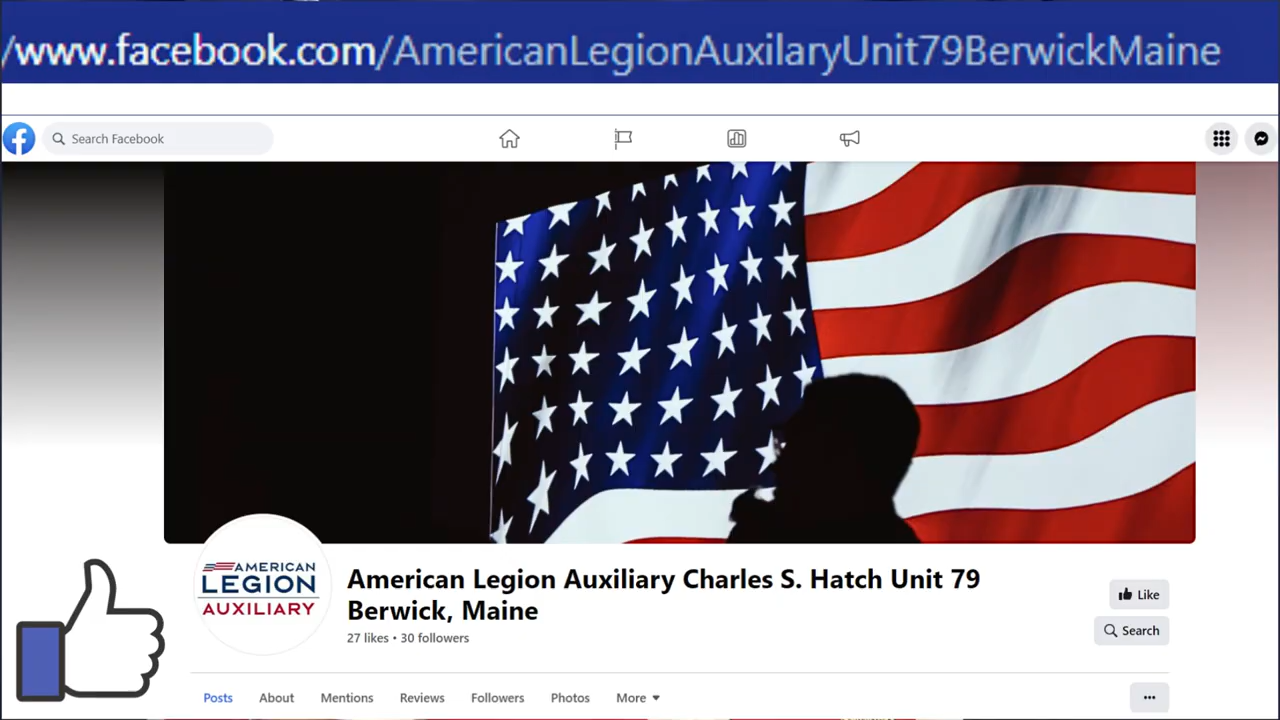 /www.facebook.com/AmericanLegionAuxilaryUnit79BerwickMaine
Search Facebook
AMERICAN
LEGION
AUXILIARY
American Legion Auxiliary Charles S. Hatch Unit 79
Berwick, Maine
27 likes • 30 followers
Like
Search
Posts
About
Mentions
Reviews
Followers
Photos
More